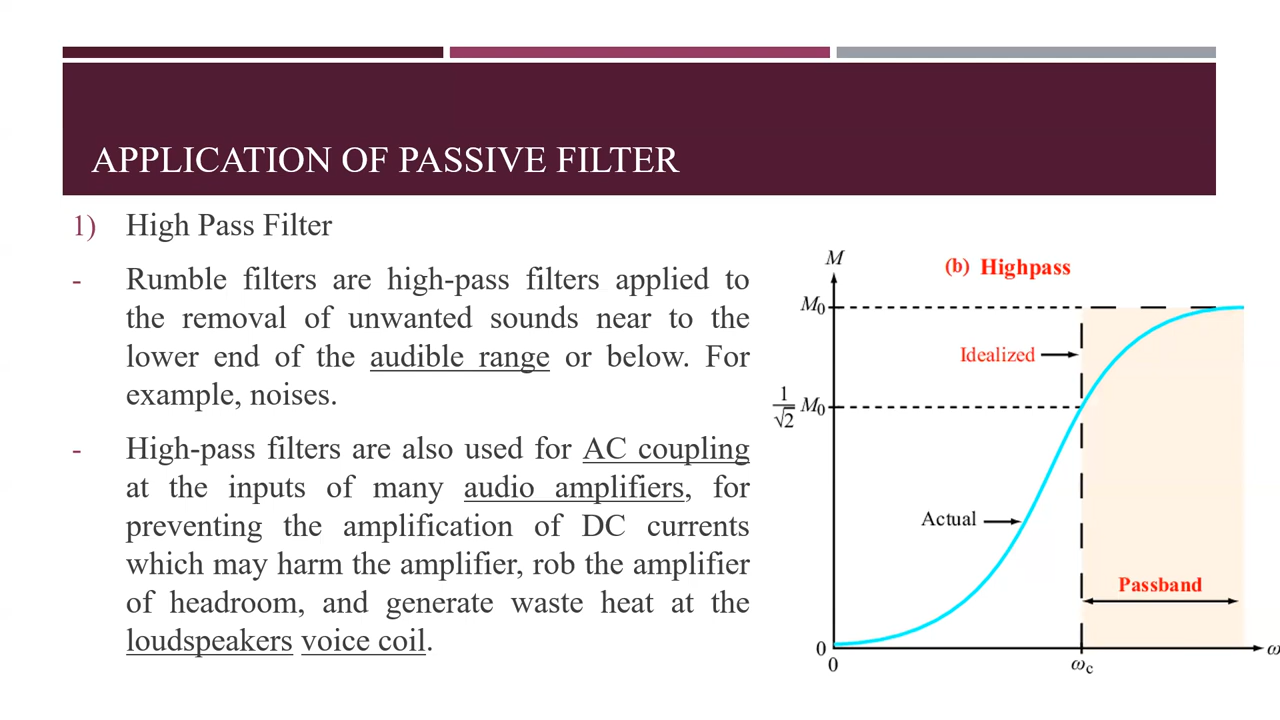 APPLICATION OF PASSIVE FILTER
1) High Pass Filter
- Rumble filters are high-pass filters applied to
the removal of unwanted sounds near to the
lower end of the audible range or below. For
example, noises.
- High-pass filters are also used for AC coupling
at the inputs of many audio amplifiers, for
preventing the amplification of DC currents
which may harm the amplifier, rob the amplifier
of headroom, and generate waste heat at the
loudspeakers voice coil.
M
(b) Highpass
M₀
Idealized
1/√2 M₀
Actual
Passband
0
0
ωc
ω